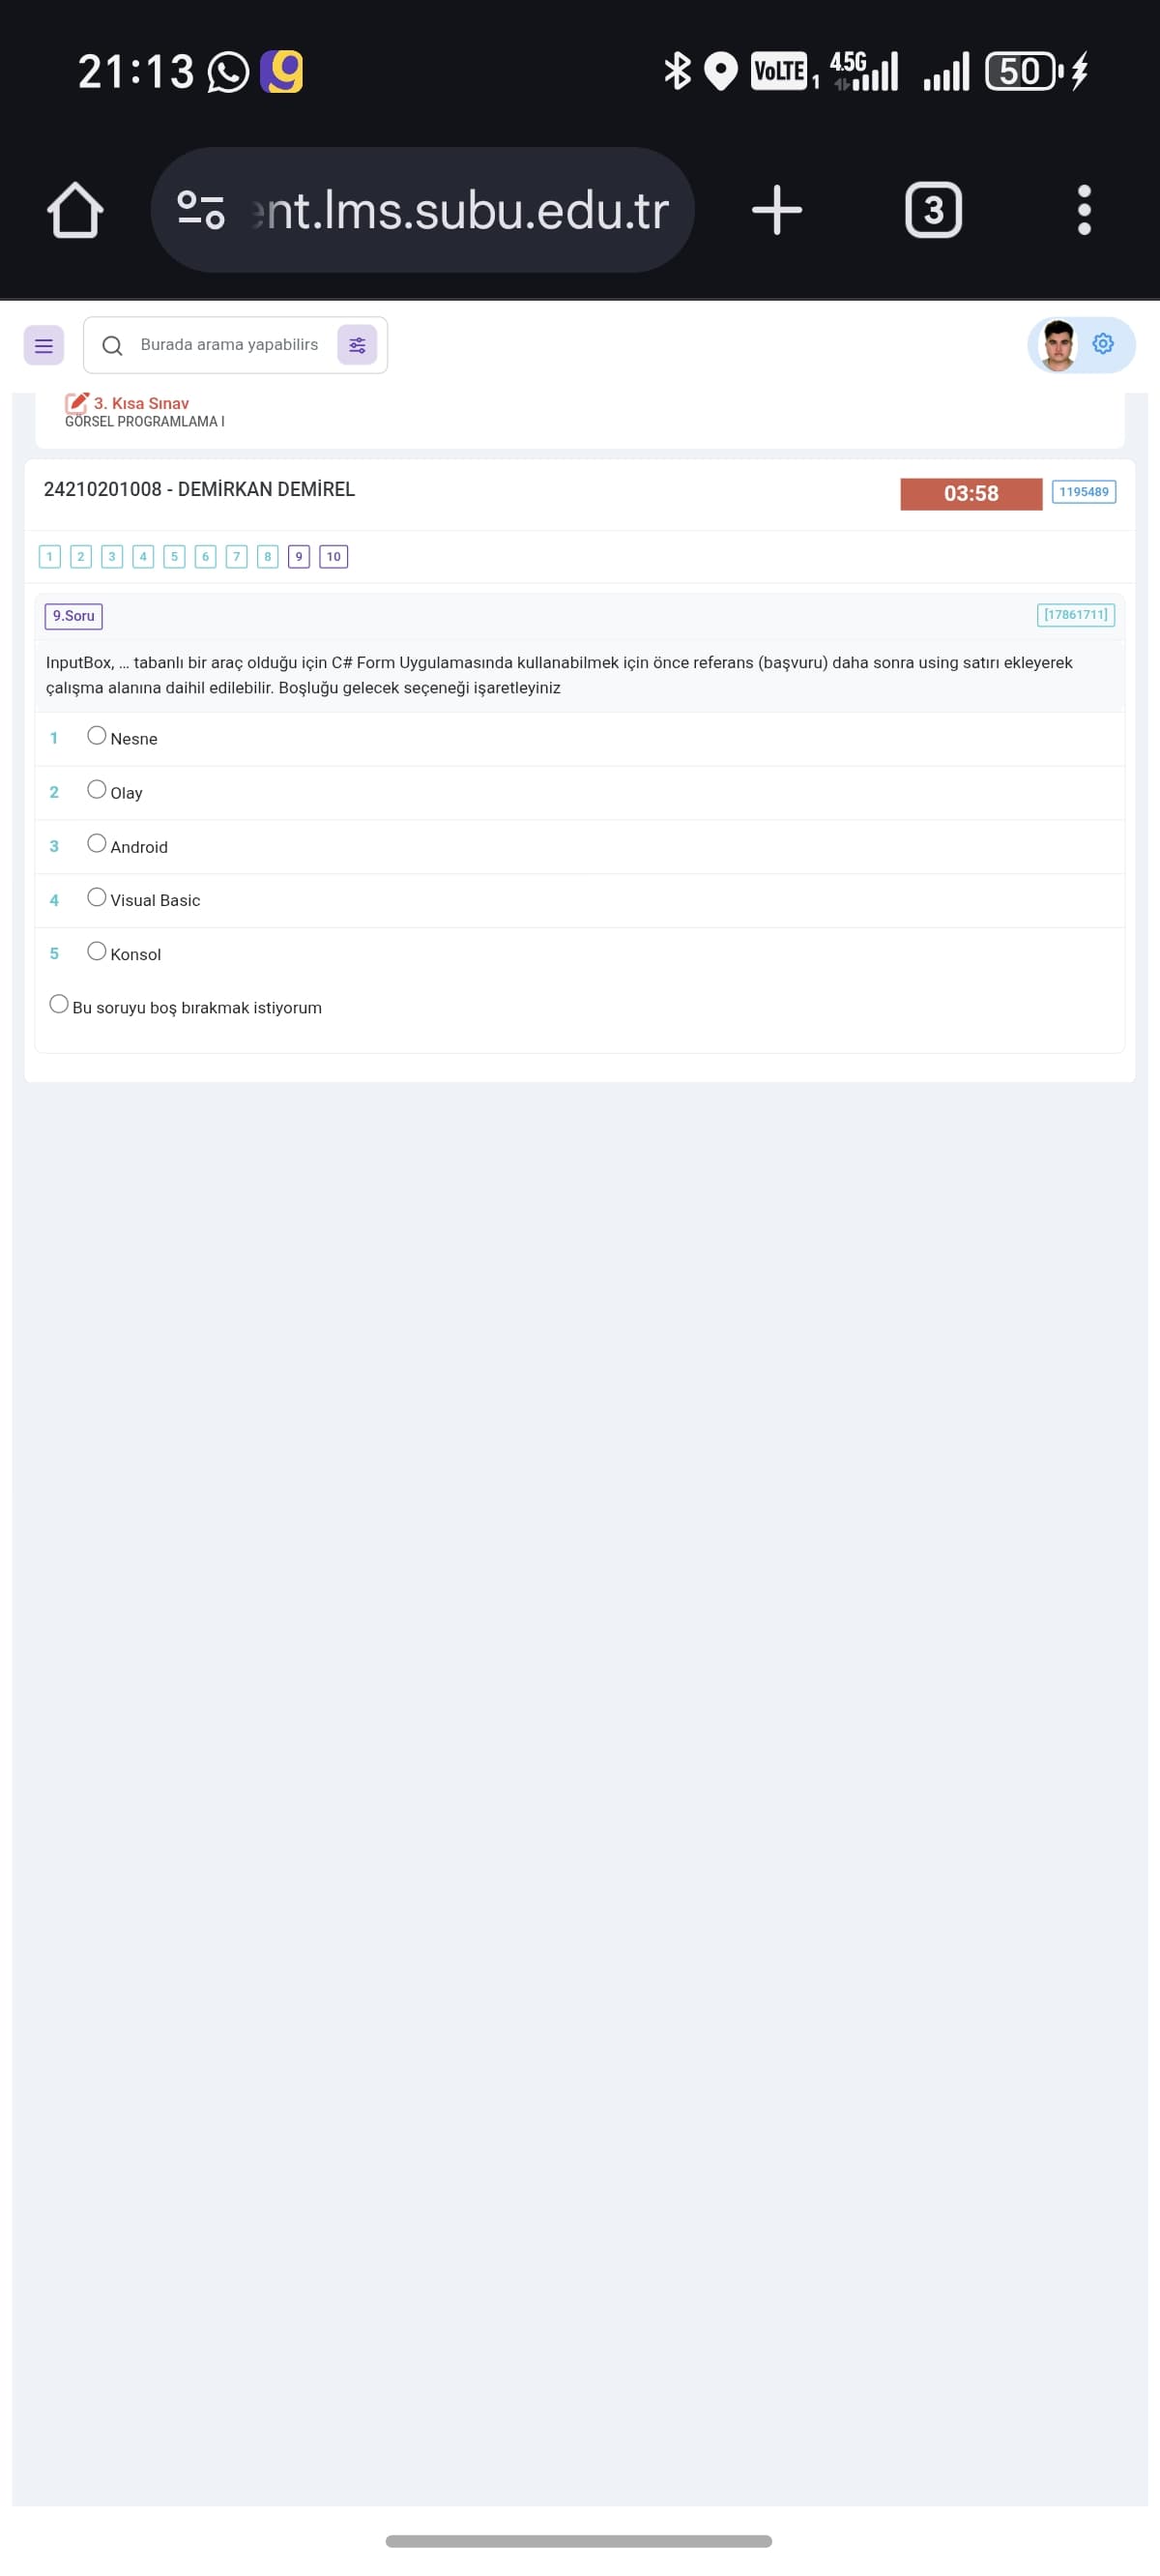 21:13 9 VoLTE 1 4.5G 50
ent.lms.subu.edu.tr 3
Burada arama yapabilirs
3. Kısa Sınav
GÖRSEL PROGRAMLAMA I
24210201008 - DEMİRKAN DEMİREL 03:58 1195489
1 2 3 4 5 6 7 8 9 10
9.Soru [17861711]
InputBox, ... tabanlı bir araç olduğu için C# Form Uygulamasında kullanabilmek için önce referans (başvuru) daha sonra using satırı ekleyerek
çalışma alanına daihil edilebilir. Boşluğu gelecek seçeneği işaretleyiniz
1 Nesne
2 Olay
3 Android
4 Visual Basic
5 Konsol
Bu soruyu boş bırakmak istiyorum